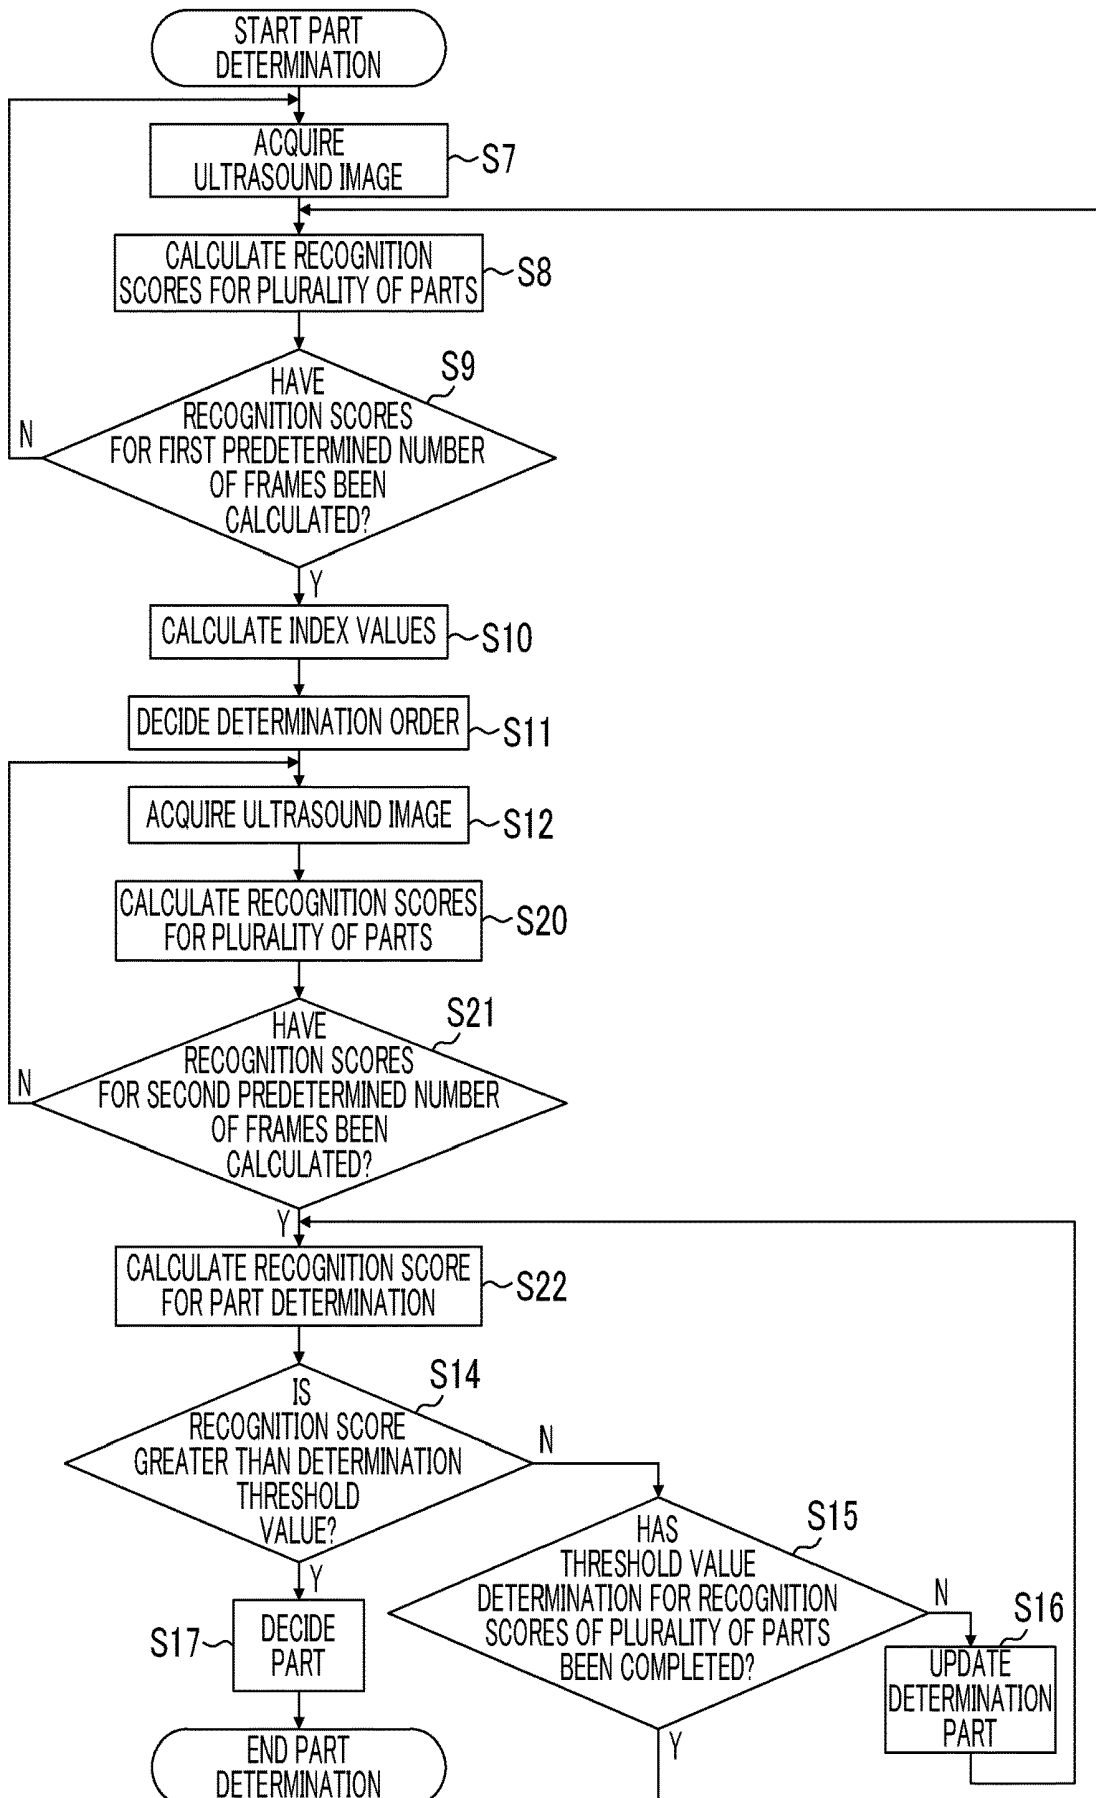 START PART
DETERMINATION
ACQUIRE
ULTRASOUND IMAGE
S7
CALCULATE RECOGNITION
SCORES FOR PLURALITY OF PARTS
S8
S9
HAVE
RECOGNITION SCORES
FOR FIRST PREDETERMINED NUMBER
OF FRAMES BEEN
CALCULATED?
N
Y
CALCULATE INDEX VALUES
S10
DECIDE DETERMINATION ORDER
S11
ACQUIRE ULTRASOUND IMAGE
S12
CALCULATE RECOGNITION SCORES
FOR PLURALITY OF PARTS
S20
S21
HAVE
RECOGNITION SCORES
FOR SECOND PREDETERMINED NUMBER
OF FRAMES BEEN
CALCULATED?
N
Y
CALCULATE RECOGNITION SCORE
FOR PART DETERMINATION
S22
S14
IS
RECOGNITION SCORE
GREATER THAN DETERMINATION
THRESHOLD
VALUE?
N
Y
S15
HAS
THRESHOLD VALUE
DETERMINATION FOR RECOGNITION
SCORES OF PLURALITY OF PARTS
BEEN COMPLETED?
N
Y
S16
UPDATE
DETERMINATION
PART
S17
DECIDE
PART
END PART
DETERMINATION